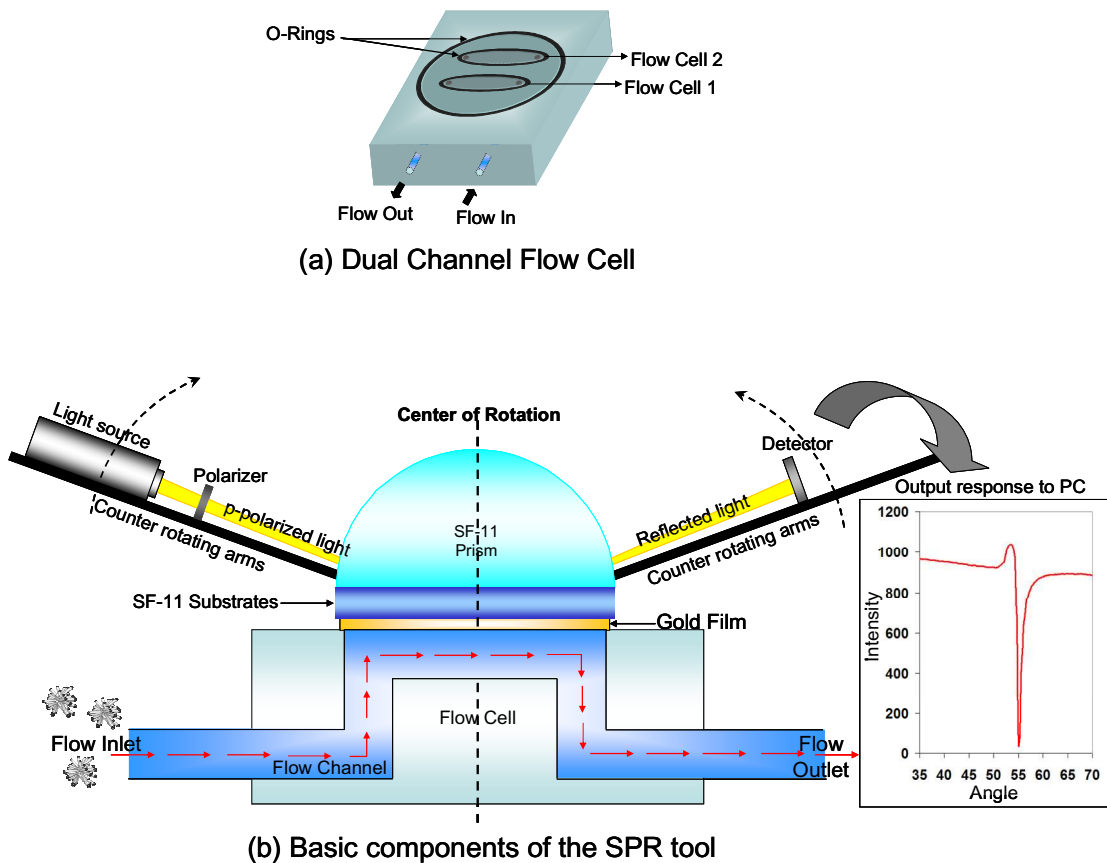 O-Rings
Flow Cell 2
Flow Cell 1
Flow Out
Flow In
(a) Dual Channel Flow Cell
Light source
Polarizer
p-polarized light
Counter rotating arms
Center of Rotation
SF-11
Prism
Detector
Reflected light
Counter rotating arms
Output response to PC
SF-11 Substrates
Gold Film
Flow Inlet
Flow Channel
Flow Cell
Flow
Outlet
Intensity
1200
1000
800
600
400
200
0
35 40 45 50 55 60 65 70
Angle
(b) Basic components of the SPR tool